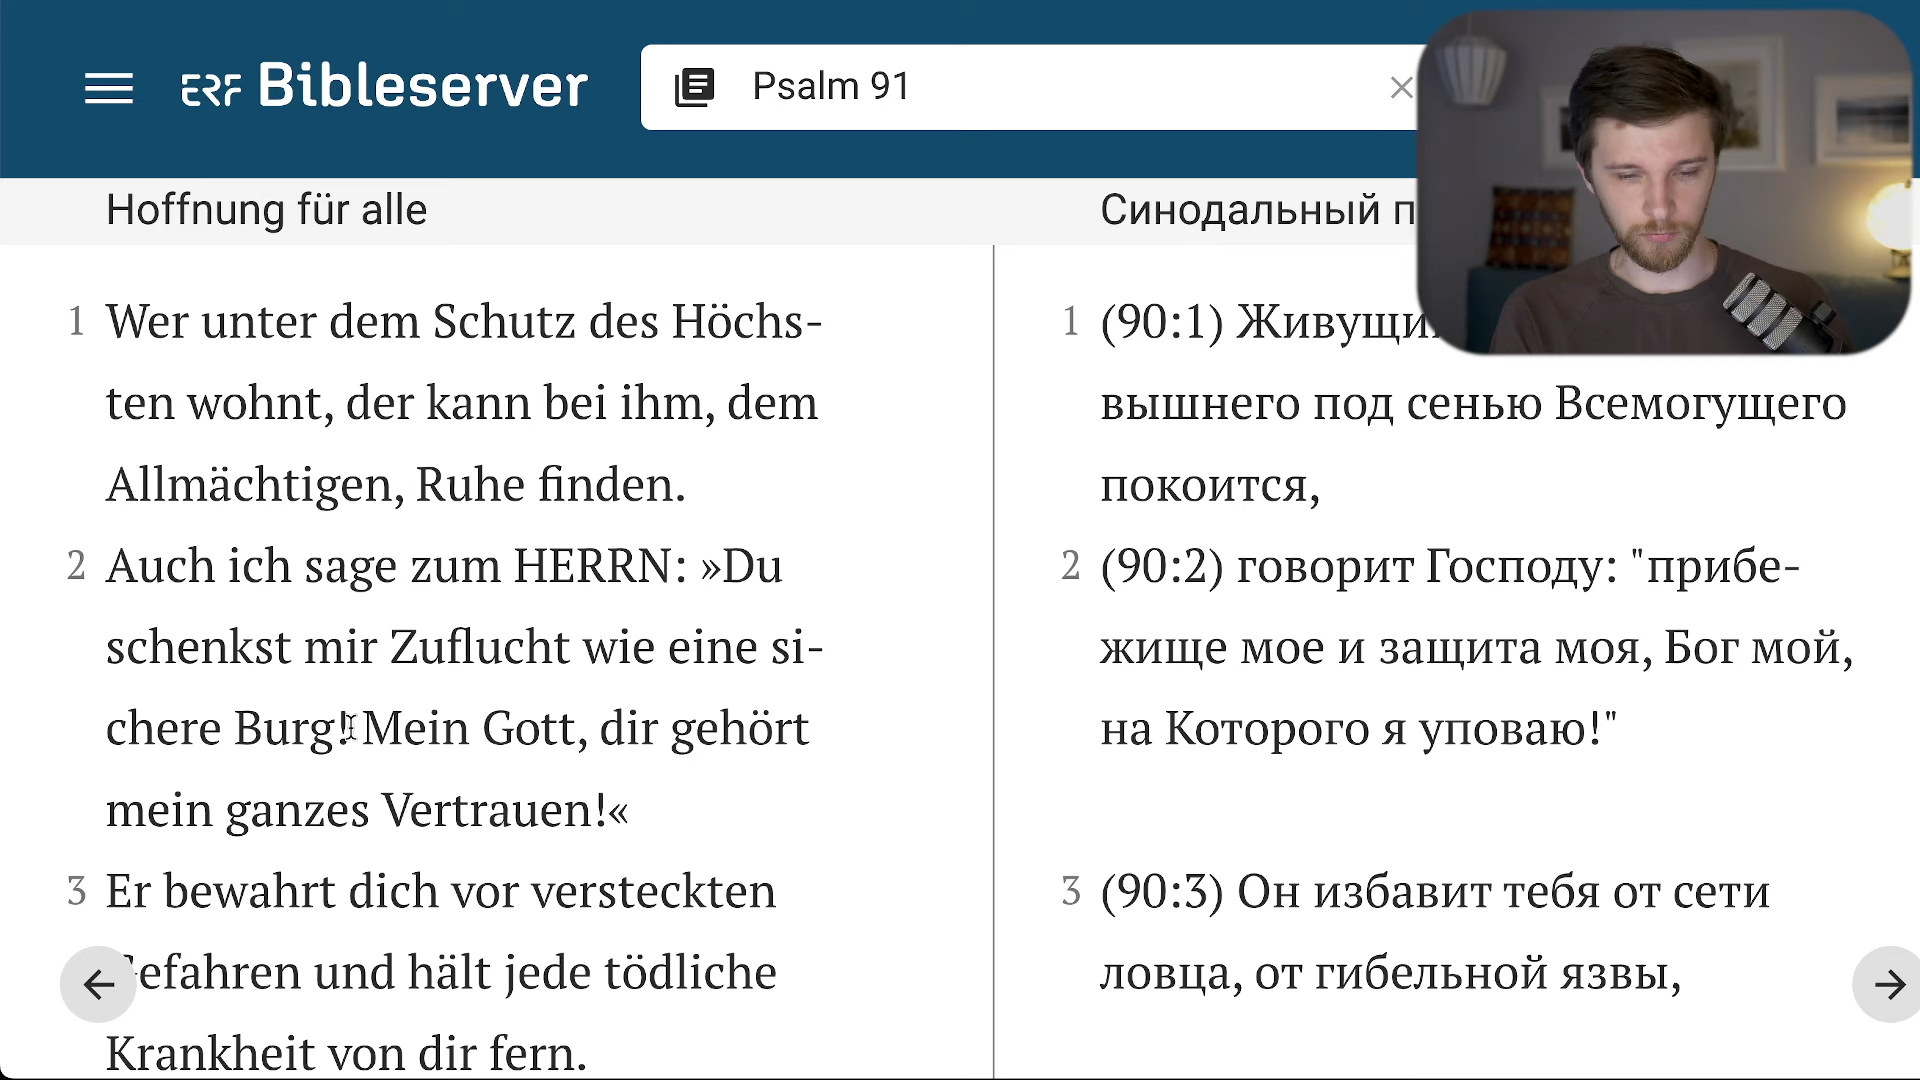 ERF Bibleserver
Psalm 91
Hoffnung für alle
1 Wer unter dem Schutz des Höchs-
ten wohnt, der kann bei ihm, dem
Allmächtigen, Ruhe finden.
2 Auch ich sage zum HERRN: »Du
schenkst mir Zuflucht wie eine si-
chere Burg! Mein Gott, dir gehört
mein ganzes Vertrauen!«
3 Er bewahrt dich vor versteckten
Gefahren und hält jede tödliche
Krankheit von dir fern.
Синодальный
1 (90:1)
вышнего под сенью Всемогущего
покоится,
2 (90:2) говорит Господу: "прибе-
жище мое и защита моя, Бог мой,
на Которого я уповаю!"
3 (90:3) Он избавит тебя от сети
ловца, от гибельной язвы,